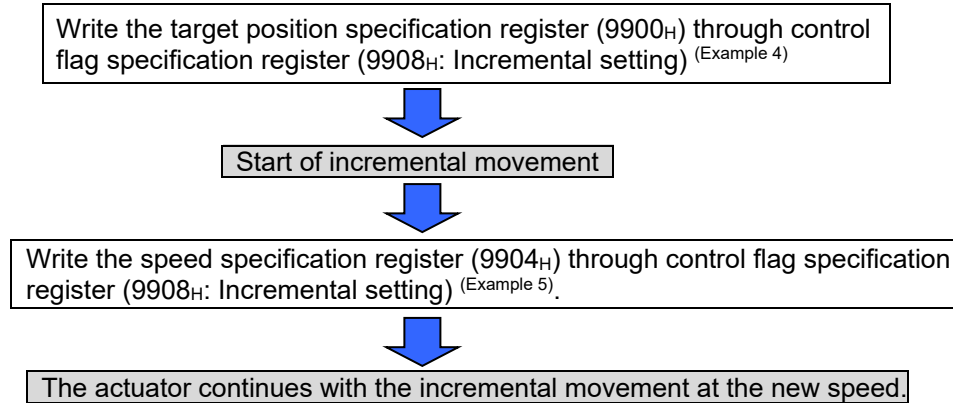 Write the target position specification register (9900H) through control
flag specification register (9908H: Incremental setting) (Example 4)
Start of incremental movement
Write the speed specification register (9904H) through control flag specification
register (9908H: Incremental setting) (Example 5).
The actuator continues with the incremental movement at the new speed.